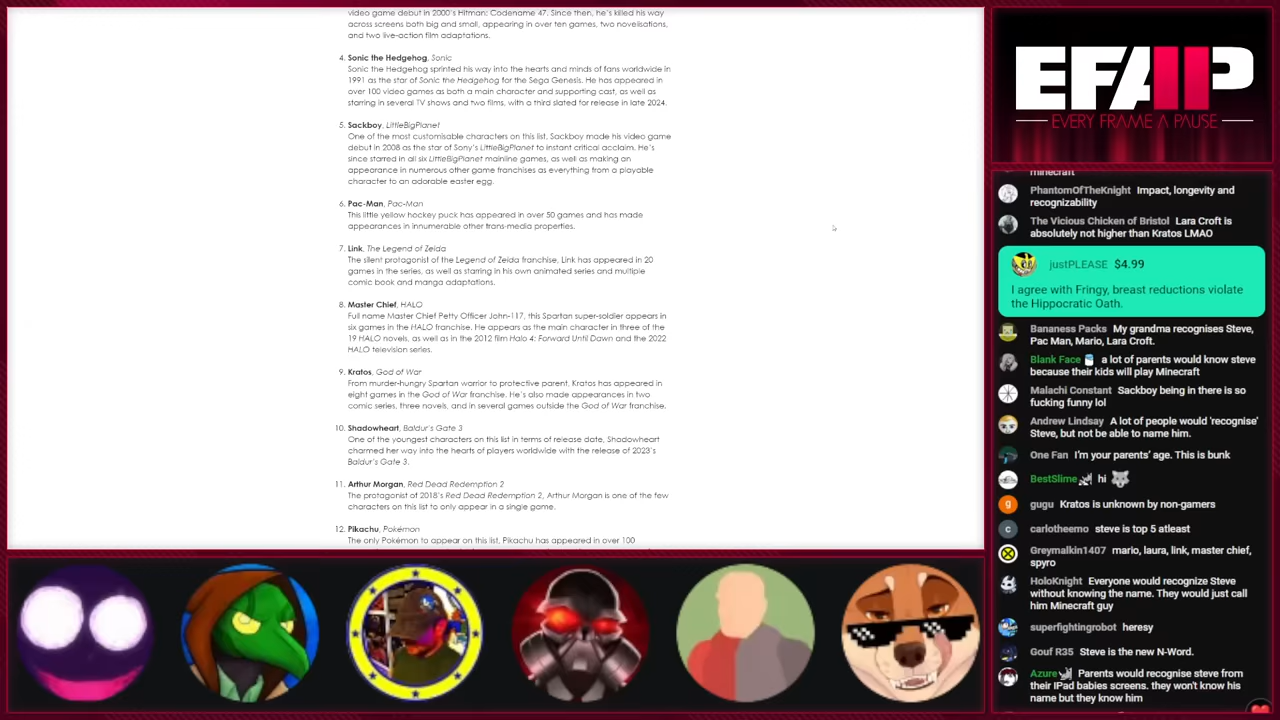 video game debut in 2000's Hitman: Codename 47. Since then, he's killed his way
across screens both big and small, appearing in over ten games, two novelisations,
and two live-action film adaptations.
4. Sonic the Hedgehog, Sonic
Sonic the Hedgehog sprinted his way into the hearts and minds of fans worldwide in
1991 as the star of Sonic the Hedgehog for the Sega Genesis. He has appeared in
over 100 video games as both a main character and supporting cast, as well as
starring in several TV shows and two films, with a third slated for release in late 2024.
5. Sackboy, LittleBigPlanet
One of the most customisable characters on this list, Sackboy made his video game
debut in 2008 as the star of Sony's LittleBigPlanet to instant critical acclaim. He's
since starred in all six LittleBigPlanet mainline games, as well as making an
appearance in numerous other game franchises as everything from a playable
character to an adorable easter egg.
6. Pac-Man, Pac-Man
This little yellow hockey puck has appeared in over 50 games and has made
appearances in innumerable other trans-media properties.
7. Link, The Legend of Zelda
The silent protagonist of the Legend of Zelda franchise, Link has appeared in 20
games in the series, as well as starring in his own animated series and multiple
comic book and manga adaptations.
8. Master Chief, HALO
Full name Master Chief Petty Officer John-117, this Spartan super-soldier appears in
six games in the HALO franchise. He appears as the main character in three of the
19 HALO novels, as well as in the 2012 film Halo 4: Forward Unto Dawn and the 2022
HALO television series.
9. Kratos, God of War
From murder-hungry Spartan warrior to protective parent, Kratos has appeared in
eight games in the God of War franchise. He's also made appearances in two
comic series, three novels, and in several games outside the God of War franchise.
10. Shadowheart, Baldur's Gate 3
One of the youngest characters on this list in terms of release date, Shadowheart
charmed her way into the hearts of players worldwide with the release of 2023's
Baldur's Gate 3.
11. Arthur Morgan, Red Dead Redemption 2
The protagonist of 2018's Red Dead Redemption 2, Arthur Morgan is one of the few
characters on this list to only appear in a single game.
12. Pikachu, Pokémon
The only Pokémon to appear on this list, Pikachu has appeared in over 100
EFAP
EVERY FRAME A PAUSE
minecraft
PhantomOfTheKnight Impact, longevity and
recognizability
The Vicious Chicken of Bristol Lara Croft is
absolutely not higher than Kratos LMAO
justPLEASE $4.99
I agree with Fringy, breast reductions violate
the Hippocratic Oath.
Bananess Packs My grandma recognises Steve,
Pac Man, Mario, Lara Croft.
Blank Face a lot of parents would know steve
because their kids will play Minecraft
Malachi Constant Sackboy being in there is so
fucking funny lol
Andrew Lindsay A lot of people would 'recognise'
Steve, but not be able to name him.
One Fan I'm your parents' age. This is bunk
BestSlime hi
g
gugu Kratos is unknown by non-gamers
c
carlotheemo steve is top 5 atleast
Greymalkin1407 mario, laura, link, master chief,
spyro
HoloKnight Everyone would recognize Steve
without knowing the name. They would just call
him Minecraft guy
superfightingrobot heresy
Gouf R35 Steve is the new N-Word.
Azure Parents would recognise steve from
their IPad babies screens. they won't know his
name but they know him